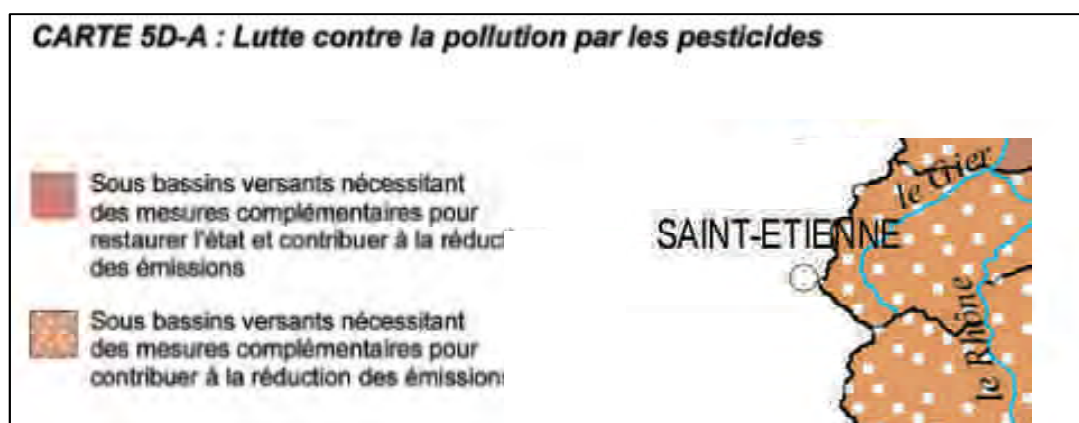 CARTE 5D-A : Lutte contre la pollution par les pesticides
Sous bassins versants nécessitant
des mesures complémentaires pour
restaurer l'état et contribuer à la réduc
des émissions
Sous bassins versants nécessitant
des mesures complémentaires pour
contribuer à la réduction des émission
le Gier
SAINT-ETIENNE
le Rhône